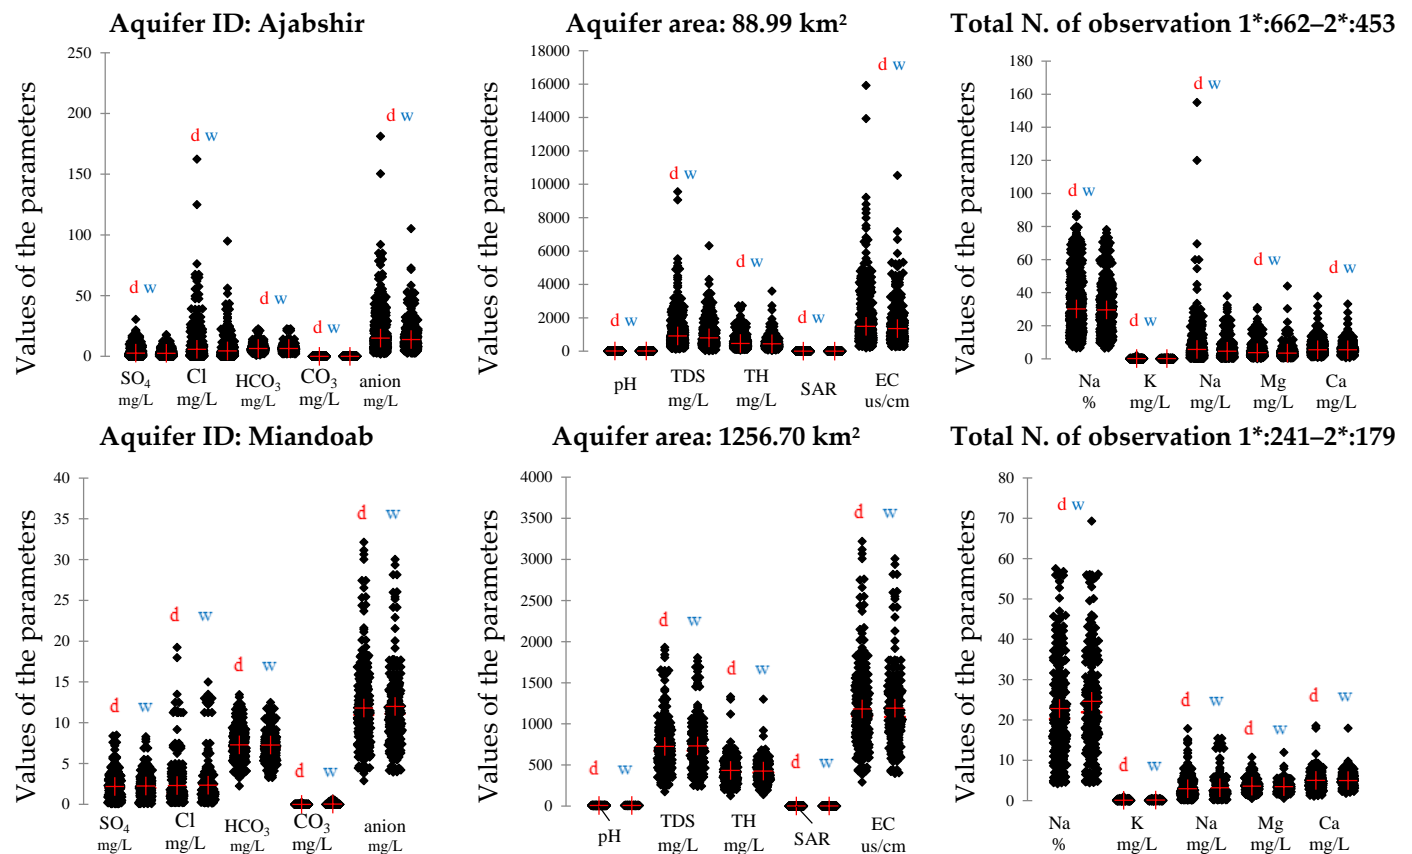 Aquifer ID: Ajabshir
Aquifer area: 88.99 km²
Total N. of observation 1*:662–2*:453
Values of the parameters
250
200
150
100
50
0
d w
d w
d w
d w
d w
SO₄ mg/L
Cl mg/L
HCO₃ mg/L
CO₃ mg/L
anion mg/L
Values of the parameters
18000
16000
14000
12000
10000
8000
6000
4000
2000
0
d w
d w
d w
d w
d w
pH
TDS mg/L
TH mg/L
SAR
EC us/cm
Values of the parameters
180
160
140
120
100
80
60
40
20
0
d w
d w
d w
d w
d w
Na %
K mg/L
Na mg/L
Mg mg/L
Ca mg/L
Aquifer ID: Miandoab
Aquifer area: 1256.70 km²
Total N. of observation 1*:241–2*:179
Values of the parameters
40
35
30
25
20
15
10
5
0
d w
d w
d w
d w
d w
SO₄ mg/L
Cl mg/L
HCO₃ mg/L
CO₃ mg/L
anion mg/L
Values of the parameters
4000
3500
3000
2500
2000
1500
1000
500
0
d w
d w
d w
d w
d w
pH
TDS mg/L
TH mg/L
SAR
EC us/cm
Values of the parameters
80
70
60
50
40
30
20
10
0
d w
d w
d w
d w
d w
Na %
K mg/L
Na mg/L
Mg mg/L
Ca mg/L